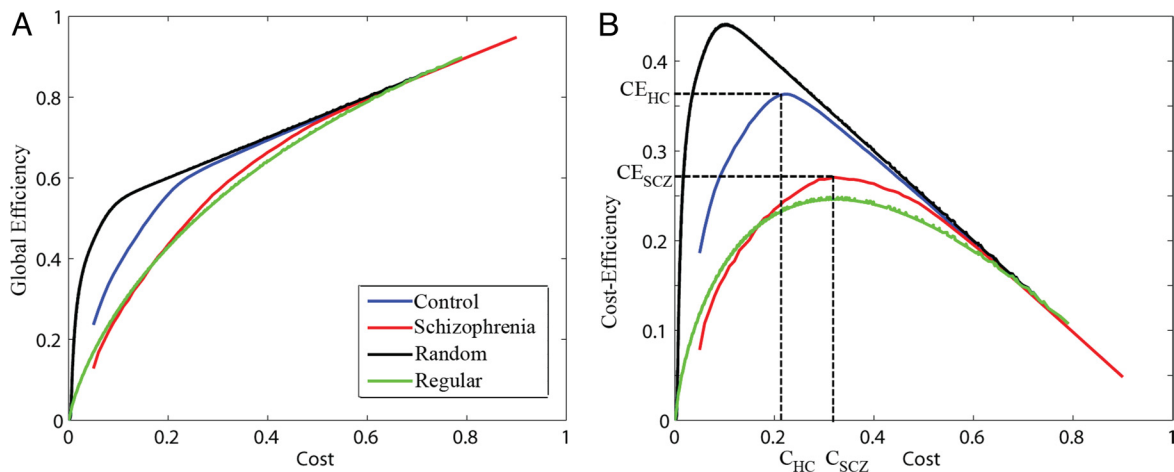 A
Global Efficiency
1
0.8
0.6
0.4
0.2
0
0
0.2
0.4
0.6
0.8
1
Cost
Control
Schizophrenia
Random
Regular
B
Cost-Efficiency
0.4
CE_HC
0.3
CE_SCZ
0.2
0.1
0
0
0.2
0.4
0.6
0.8
1
C_HC
C_SCZ
Cost